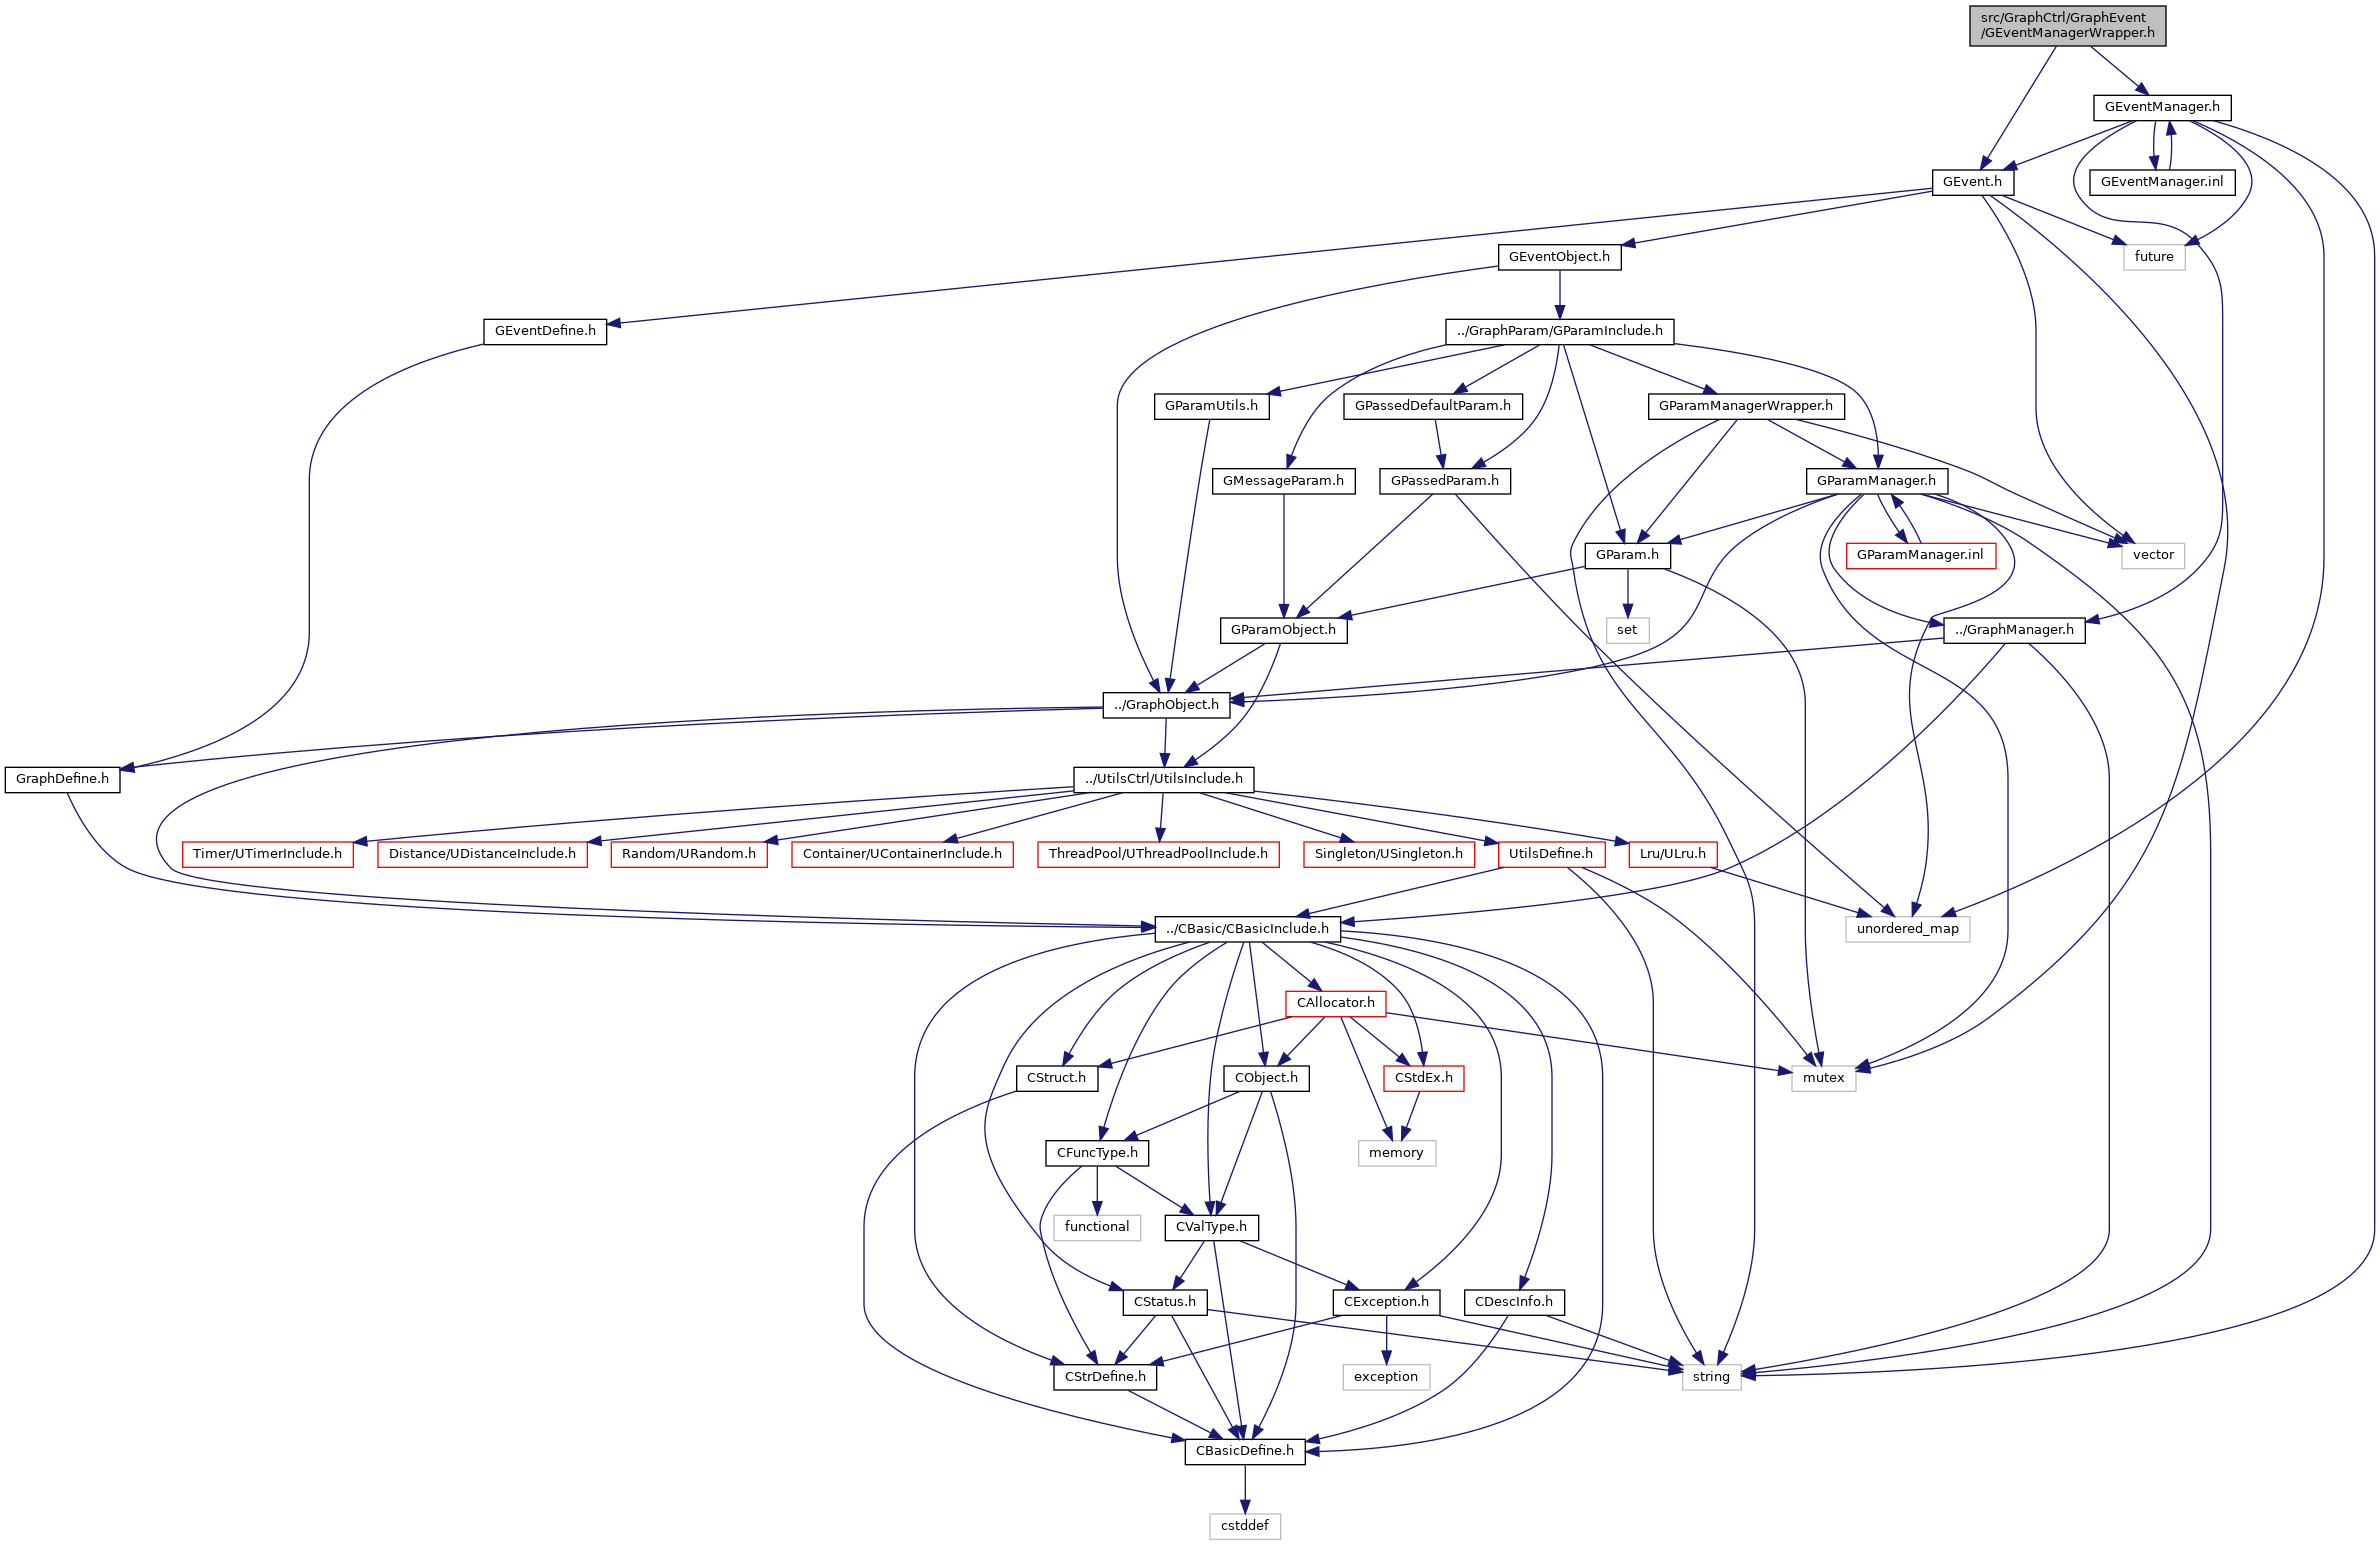 src/GraphCtrl/GraphEvent
/GEventManagerWrapper.h
GEventManager.h
GEvent.h
GEventManager.inl
GEventObject.h
future
GEventDefine.h
../GraphParam/GParamInclude.h
GParamUtils.h
GPassedDefaultParam.h
GParamManagerWrapper.h
GMessageParam.h
GPassedParam.h
GParamManager.h
GParam.h
GParamManager.inl
vector
GParamObject.h
set
../GraphManager.h
../GraphObject.h
GraphDefine.h
../UtilsCtrl/UtilsInclude.h
Timer/UTimerInclude.h
Distance/UDistanceInclude.h
Random/URandom.h
Container/UContainerInclude.h
ThreadPool/UThreadPoolInclude.h
Singleton/USingleton.h
UtilsDefine.h
Lru/ULru.h
../CBasic/CBasicInclude.h
unordered_map
CAllocator.h
CStruct.h
CObject.h
CStdEx.h
mutex
CFuncType.h
memory
functional
CValType.h
CStatus.h
CException.h
CDescInfo.h
CStrDefine.h
exception
string
CBasicDefine.h
cstddef